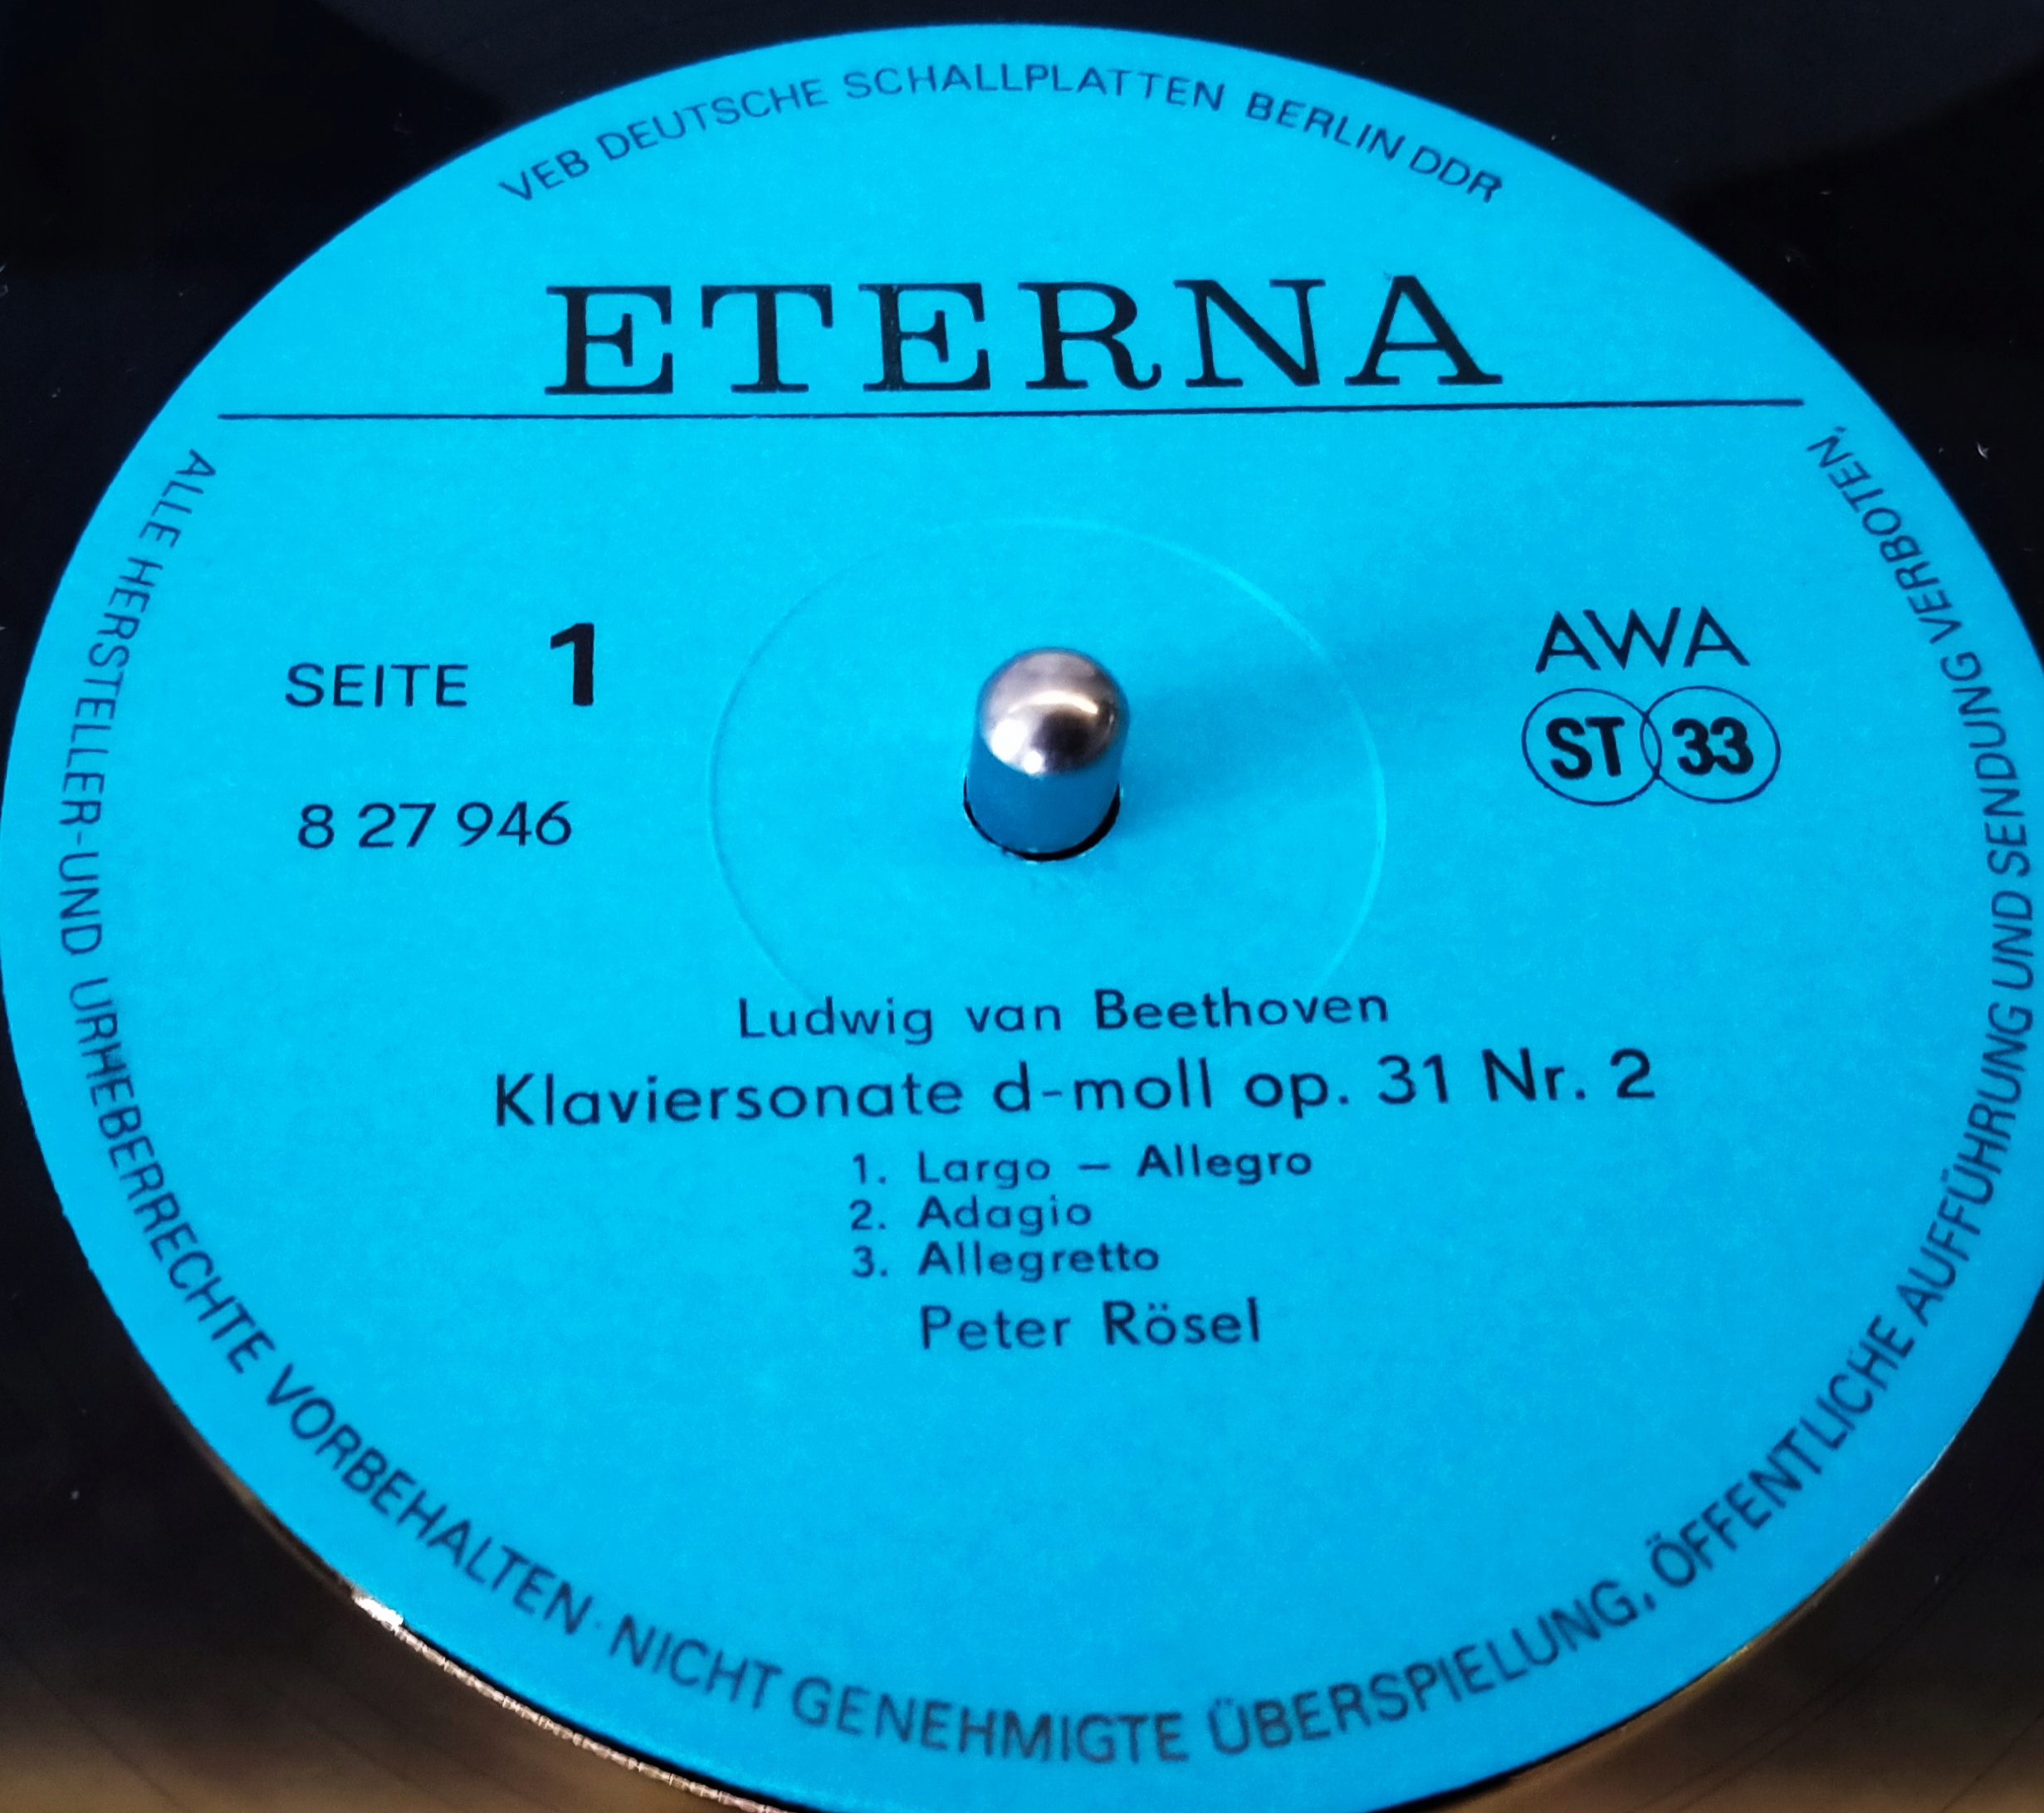 VEB DEUTSCHE SCHALLPLATTEN BERLIN DDR
ETERNA
SEITE 1
8 27 946
AWA
ST 33
Ludwig van Beethoven
Klaviersonate d-moll op. 31 Nr. 2
1. Largo – Allegro
2. Adagio
3. Allegretto
Peter Rösel
ALLE HERSTELLER-UND URHEBERRECHTE VORBEHALTEN · NICHT GENEHMIGTE ÜBERSPIELUNG, ÖFFENTLICHE AUFFÜHRUNG UND SENDUNG VERBOTEN.